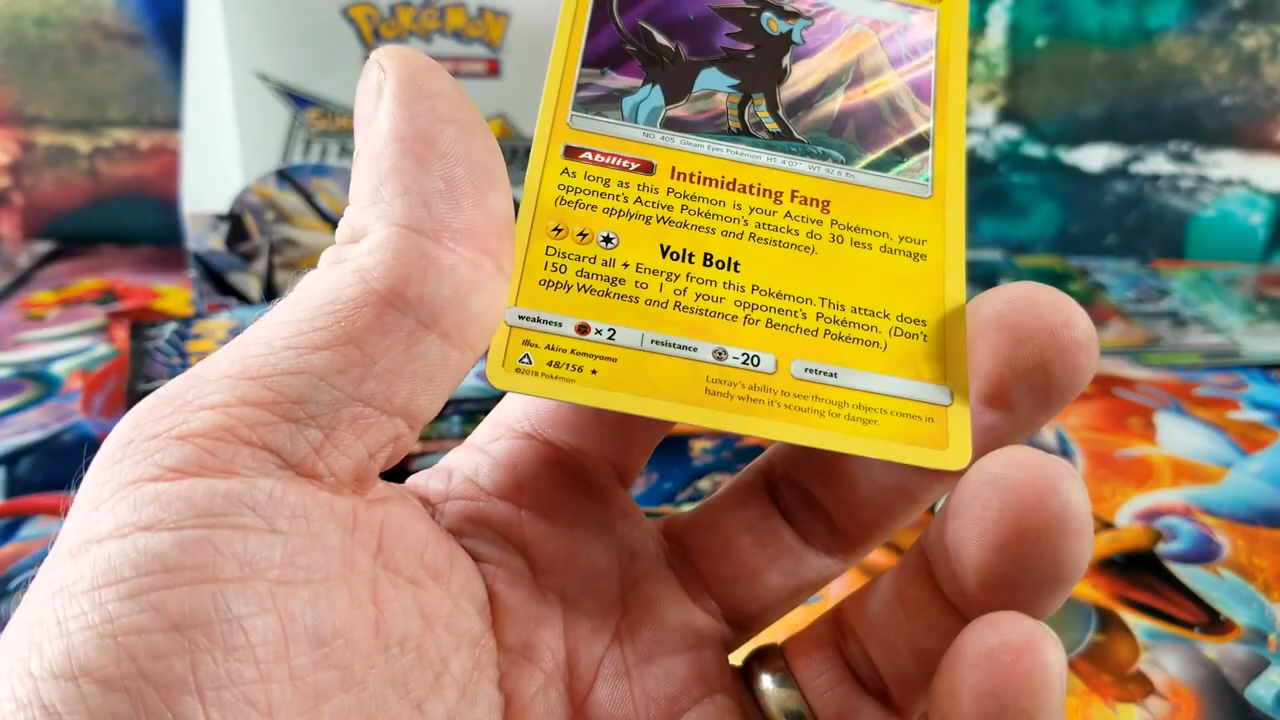 POKéMON
NO. 405 Gleam Eyes Pokémon HT: 4'07" WT: 92.6 lbs.
Ability Intimidating Fang
As long as this Pokémon is your Active Pokémon, your
opponent's Active Pokémon's attacks do 30 less damage
(before applying Weakness and Resistance).
Volt Bolt
Discard all Energy from this Pokémon. This attack does
150 damage to 1 of your opponent's Pokémon. (Don't
apply Weakness and Resistance for Benched Pokémon.)
weakness ×2 resistance -20 retreat
Illus. Akira Komayama
48/156 ★
©2018 Pokémon
Luxray's ability to see through objects comes in
handy when it's scouting for danger.